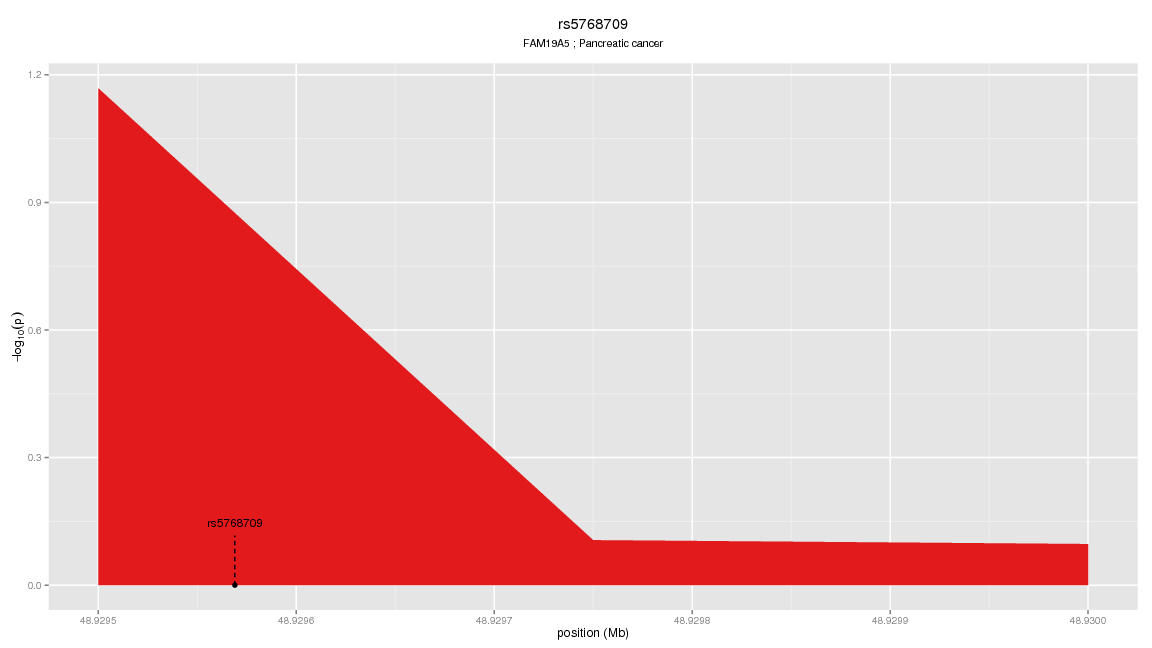 rs5768709
FAM19A5 ; Pancreatic cancer
1.2
0.9
0.6
0.3
0.0
−log10(p)
rs5768709
48.9295 48.9296 48.9297 48.9298 48.9299 48.9300
position (Mb)